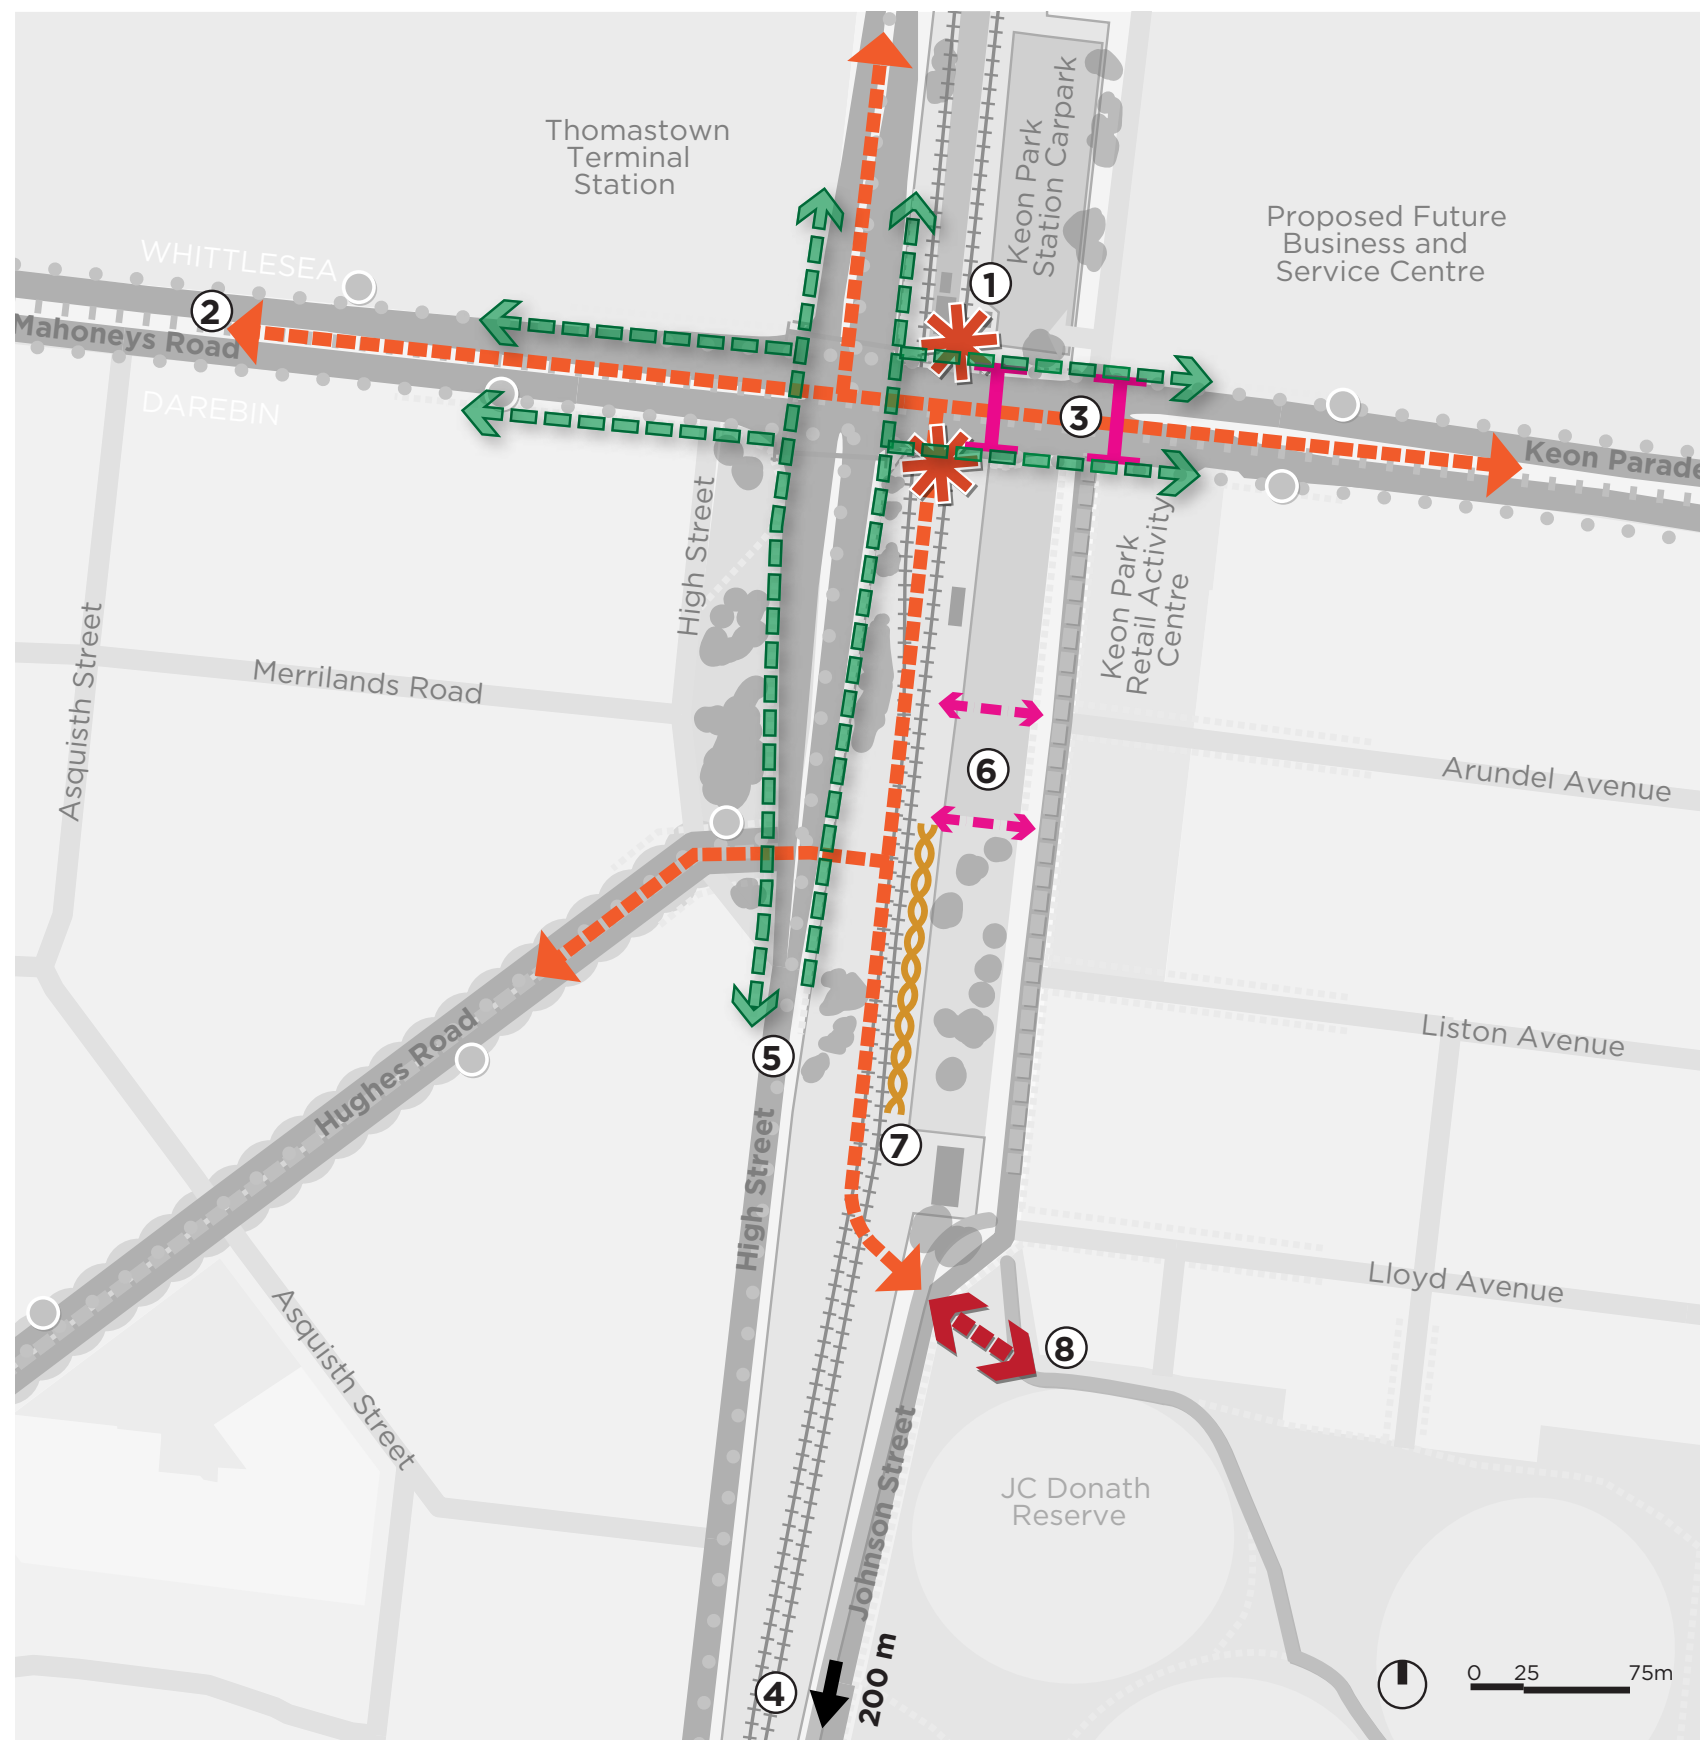 Thomastown
Terminal
Station
Keon Park
Station Carpark
Proposed Future
Business and
Service Centre
WHITTLESEA
1
2
Mahoneys Road
DAREBIN
3
Keon Parade
High Street
Keon Park
Retail Activity
Centre
Asquisth Street
Merrilands Road
6
Arundel Avenue
Liston Avenue
Hughes Road
5
High Street
7
Lloyd Avenue
Asquisth Street
8
Johnson Street
JC Donath
Reserve
4
200 m
0 25 75m